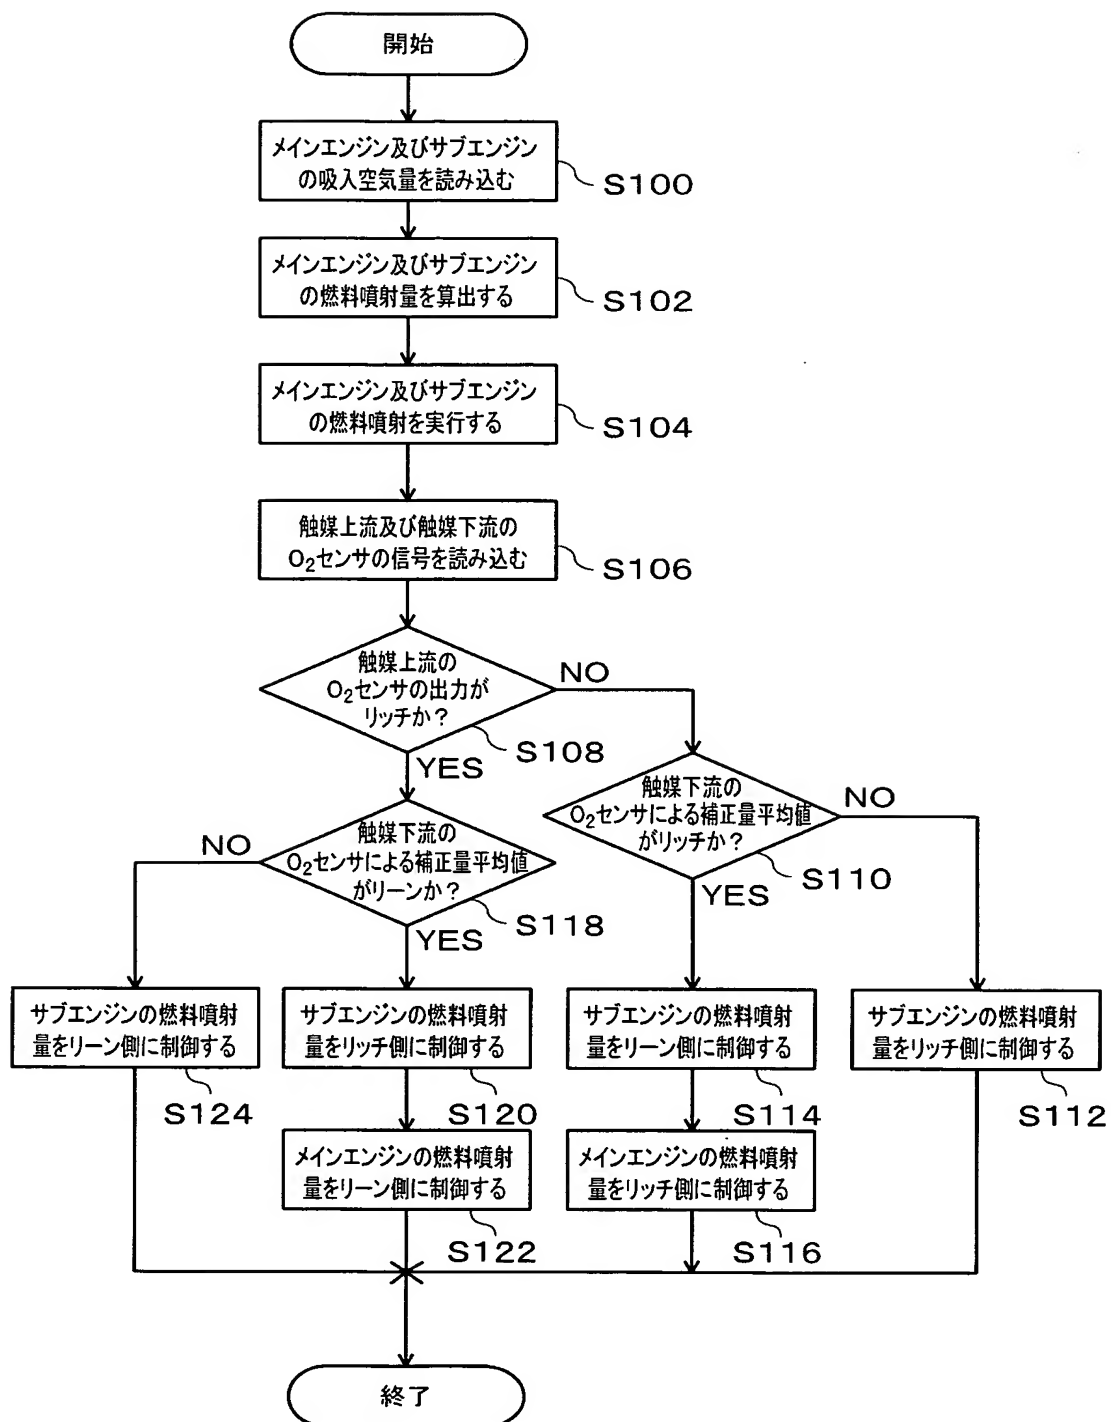 開始
メインエンジン及びサブエンジン
の吸入空気量を読み込む
S100
メインエンジン及びサブエンジン
の燃料噴射量を算出する
S102
メインエンジン及びサブエンジン
の燃料噴射を実行する
S104
触媒上流及び触媒下流の
O₂センサの信号を読み込む
S106
触媒上流の
O₂センサの出力が
リッチか？
NO
S108
YES
触媒下流の
O₂センサによる補正量平均値
がリッチか？
NO
S110
YES
触媒下流の
O₂センサによる補正量平均値
がリーンか？
NO
S118
YES
サブエンジンの燃料噴射
量をリーン側に制御する
S124
サブエンジンの燃料噴射
量をリッチ側に制御する
S120
サブエンジンの燃料噴射
量をリーン側に制御する
S114
サブエンジンの燃料噴射
量をリッチ側に制御する
S112
メインエンジンの燃料噴射
量をリーン側に制御する
S122
メインエンジンの燃料噴射
量をリッチ側に制御する
S116
終了